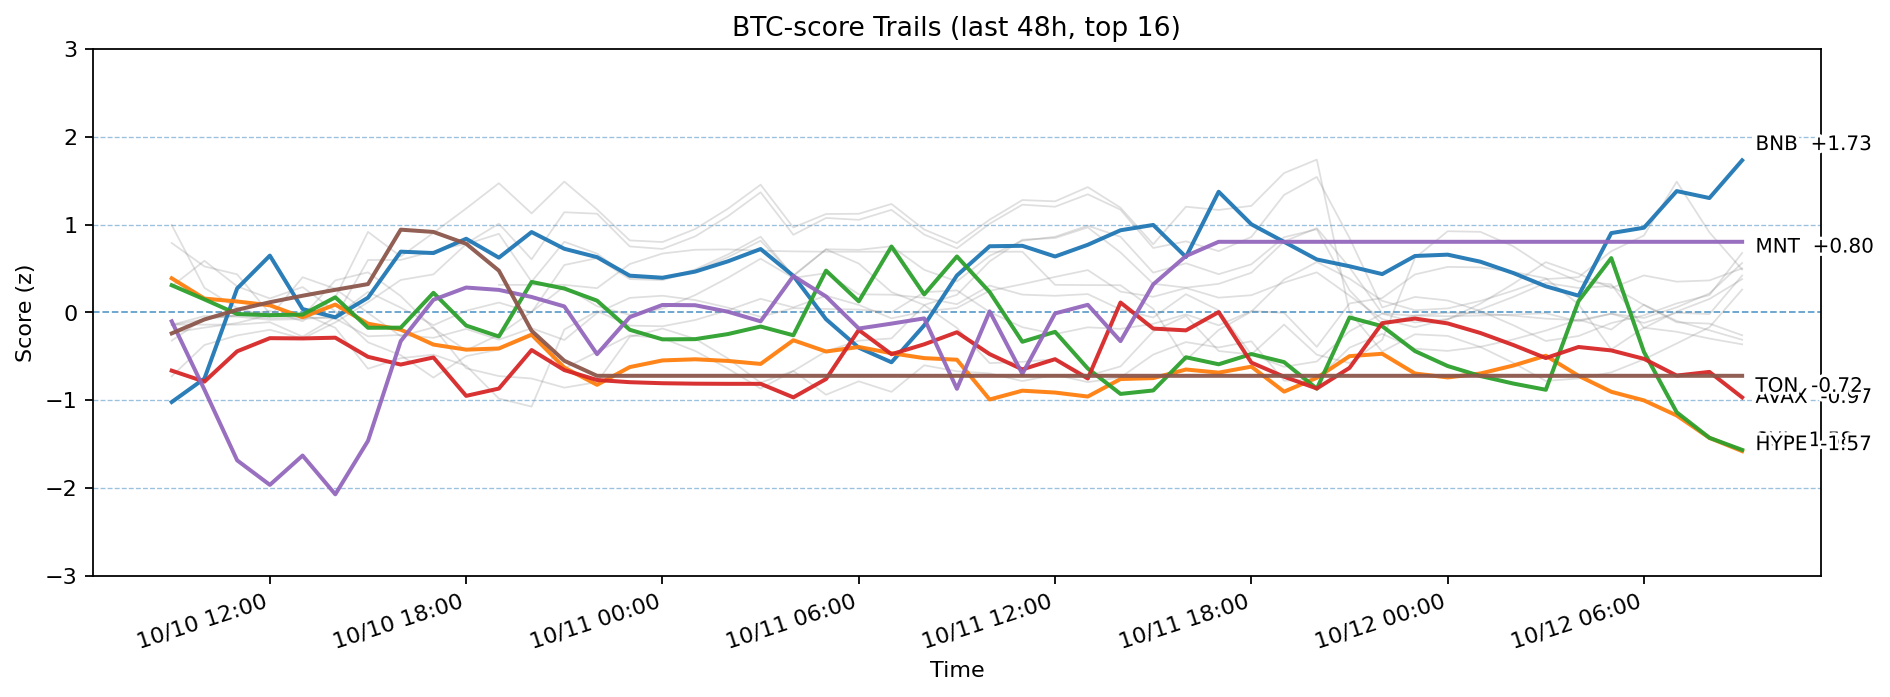 BTC-score Trails (last 48h, top 16)
Score (z)
3
2
1
0
−1
−2
−3
BNB +1.73
MNT +0.80
TON -0.72
AVAX -0.97
HYPE -1.57
10/10 12:00
10/10 18:00
10/11 00:00
10/11 06:00
10/11 12:00
10/11 18:00
10/12 00:00
10/12 06:00
Time